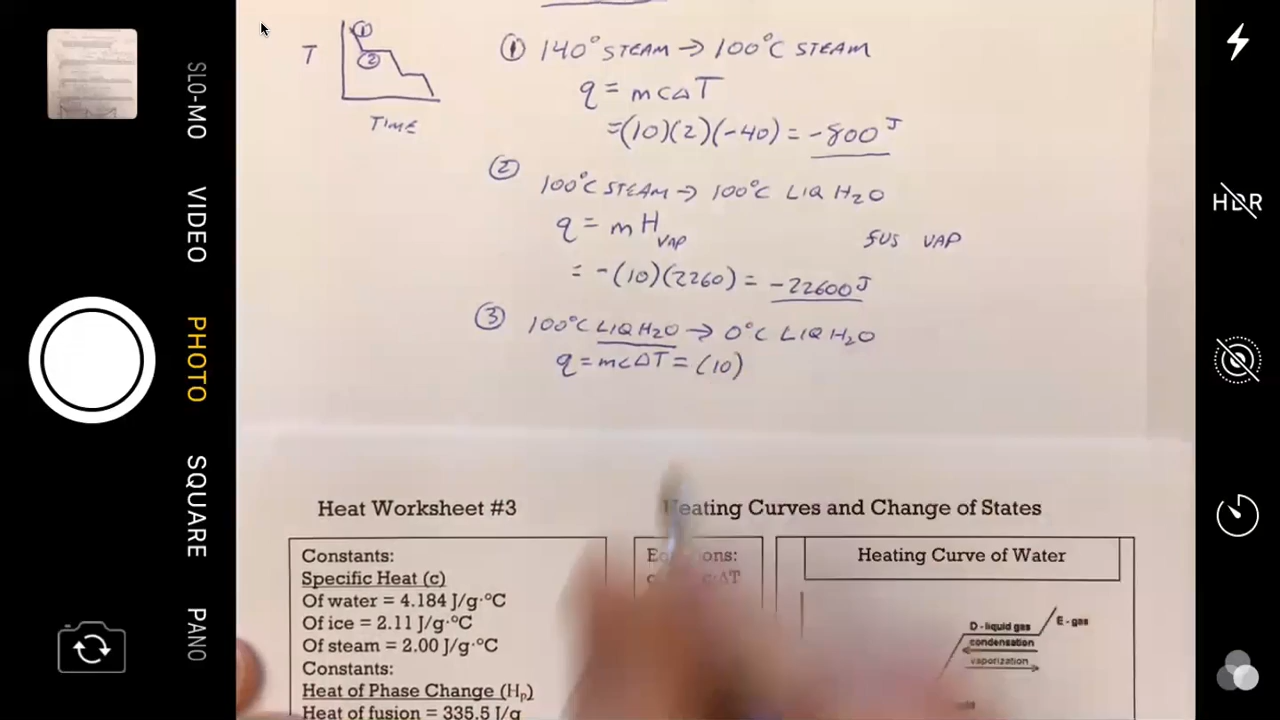 SLO-MO
VIDEO
PHOTO
SQUARE
PANO
HDR
T
①
②
TIME
① 140° STEAM → 100°C STEAM
q = mc∆T
=(10)(2)(-40) = -800 J
②
100°C STEAM → 100°C LIQ H₂O
q = mH VAP
fUS VAP
= -(10)(2260) = -22600 J
③ 100°C LIQ H₂O → 0°C LIQ H₂O
q = mc∆T = (10)
Heat Worksheet #3
Heating Curves and Change of States
Constants:
Specific Heat (c)
Of water = 4.184 J/g·°C
Of ice = 2.11 J/g·°C
Of steam = 2.00 J/g·°C
Constants:
Heat of Phase Change (Hₚ)
Heat of fusion = 335.5 J/g
Heating Curve of Water
D - liquid gas
E - gas
condensation
vaporization